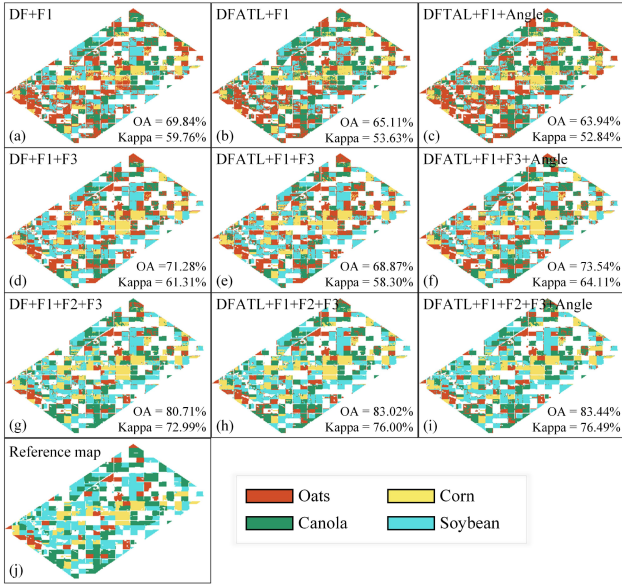 DF+F1
OA = 69.84%
(a) Kappa = 59.76%
DFATL+F1
OA = 65.11%
(b) Kappa = 53.63%
DFTAL+F1+Angle
OA = 63.94%
(c) Kappa = 52.84%
DF+F1+F3
OA =71.28%
(d) Kappa = 61.31%
DFATL+F1+F3
OA = 68.87%
(e) Kappa = 58.30%
DFATL+F1+F3+Angle
OA = 73.54%
(f) Kappa = 64.11%
DF+F1+F2+F3
OA = 80.71%
(g) Kappa = 72.99%
DFATL+F1+F2+F3
OA = 83.02%
(h) Kappa = 76.00%
DFATL+F1+F2+F3+Angle
OA = 83.44%
(i) Kappa = 76.49%
Reference map
(j)
Oats
Corn
Canola
Soybean